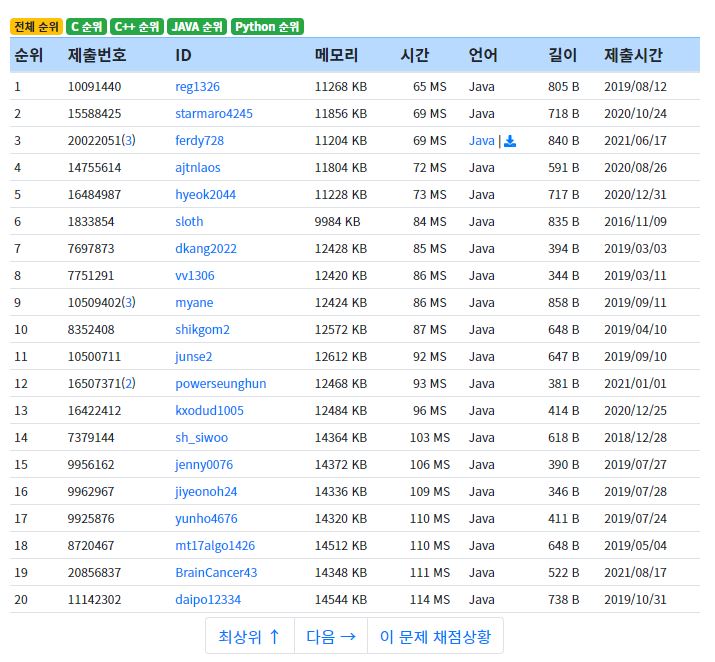 전체 순위 C 순위 C++ 순위 JAVA 순위 Python 순위
순위 제출번호 ID 메모리 시간 언어 길이 제출시간
1 10091440 reg1326 11268 KB 65 MS Java 805 B 2019/08/12
2 15588425 starmaro4245 11856 KB 69 MS Java 718 B 2020/10/24
3 20022051(3) ferdy728 11204 KB 69 MS Java | 840 B 2021/06/17
4 14755614 ajtnlaos 11804 KB 72 MS Java 591 B 2020/08/26
5 16484987 hyeok2044 11228 KB 73 MS Java 717 B 2020/12/31
6 1833854 sloth 9984 KB 84 MS Java 835 B 2016/11/09
7 7697873 dkang2022 12428 KB 85 MS Java 394 B 2019/03/03
8 7751291 vv1306 12420 KB 86 MS Java 344 B 2019/03/11
9 10509402(3) myane 12424 KB 86 MS Java 858 B 2019/09/11
10 8352408 shikgom2 12572 KB 87 MS Java 648 B 2019/04/10
11 10500711 junse2 12612 KB 92 MS Java 647 B 2019/09/10
12 16507371(2) powerseunghun 12468 KB 93 MS Java 381 B 2021/01/01
13 16422412 kxodud1005 12484 KB 96 MS Java 414 B 2020/12/25
14 7379144 sh_siwoo 14364 KB 103 MS Java 618 B 2018/12/28
15 9956162 jenny0076 14372 KB 106 MS Java 390 B 2019/07/27
16 9962967 jiyeonoh24 14336 KB 109 MS Java 346 B 2019/07/28
17 9925876 yunho4676 14320 KB 110 MS Java 411 B 2019/07/24
18 8720467 mt17algo1426 14512 KB 110 MS Java 648 B 2019/05/04
19 20856837 BrainCancer43 14348 KB 111 MS Java 522 B 2021/08/17
20 11142302 daipo12334 14544 KB 114 MS Java 738 B 2019/10/31
최상위 ↑ 다음 → 이 문제 채점상황